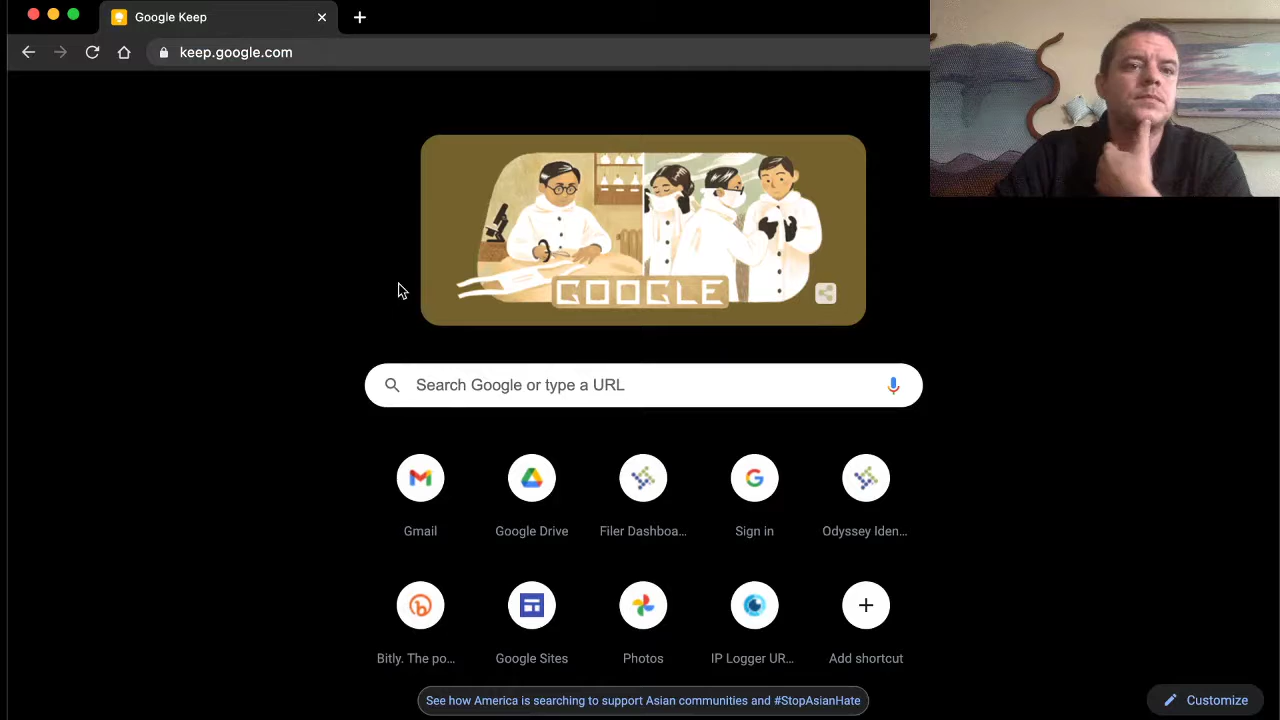 Google Keep
keep.google.com
GOOGLE
Search Google or type a URL
Gmail
Google Drive
Filer Dashboa...
Sign in
Odyssey Iden...
Bitly. The po...
Google Sites
Photos
IP Logger UR...
Add shortcut
See how America is searching to support Asian communities and #StopAsianHate
Customize